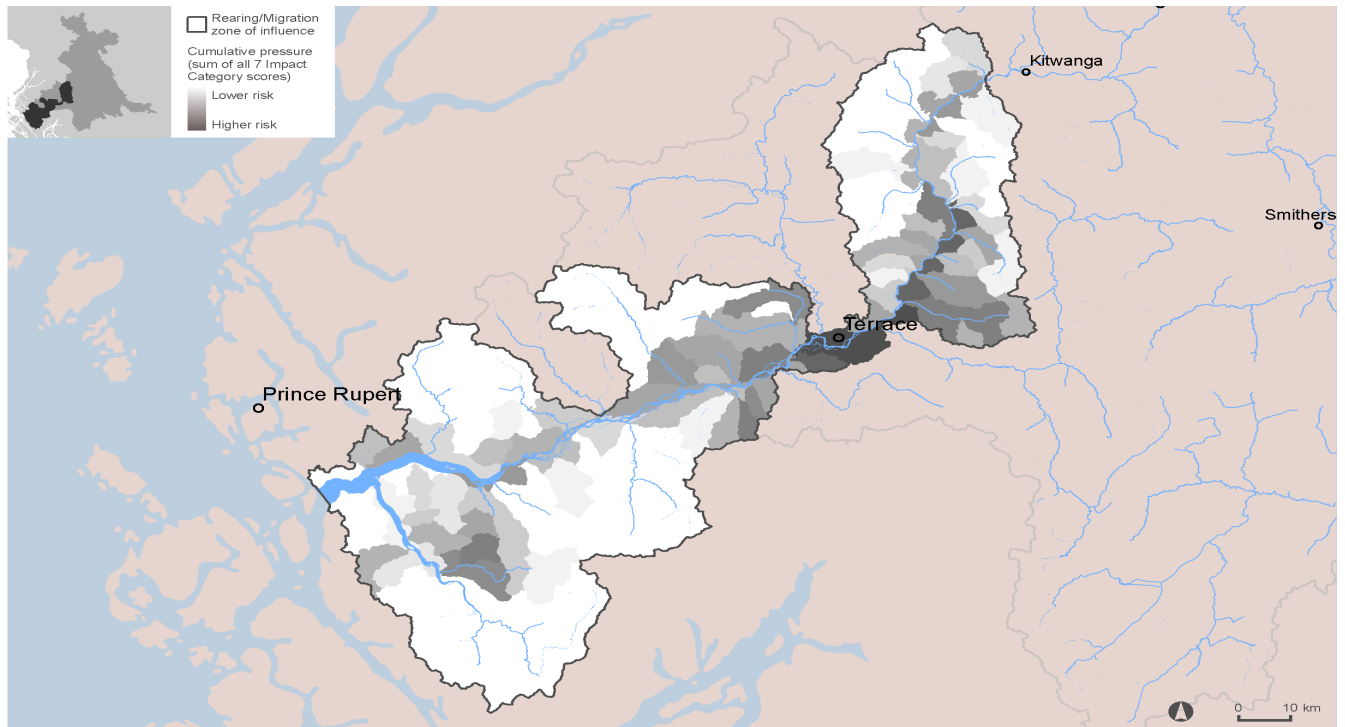 Rearing/Migration
zone of influence
Cumulative pressure
(sum of all 7 Impact
Category scores)
Lower risk
Higher risk
Kitwanga
Smithers
Terrace
Prince Rupert
0 10 km